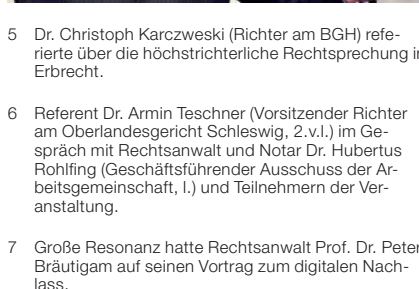 5 Dr. Christoph Karczweski (Richter am BGH) refe-
rierte über die höchstrichterliche Rechtsprechung
Erbrecht.
6 Referent Dr. Armin Teschner (Vorsitzender Richter
am Oberlandesgericht Schleswig, 2.v.l.) im Ge-
spräch mit Rechtsanwalt und Notar Dr. Hubertus
Rohlfing (Geschäftsführender Ausschuss der Ar-
beitsgemeinschaft, l.) und Teilnehmern der Ver-
anstaltung.
7 Große Resonanz hatte Rechtsanwalt Prof. Dr. Peter
Bräutigam auf seinen Vortrag zum digitalen Nach-
lass.